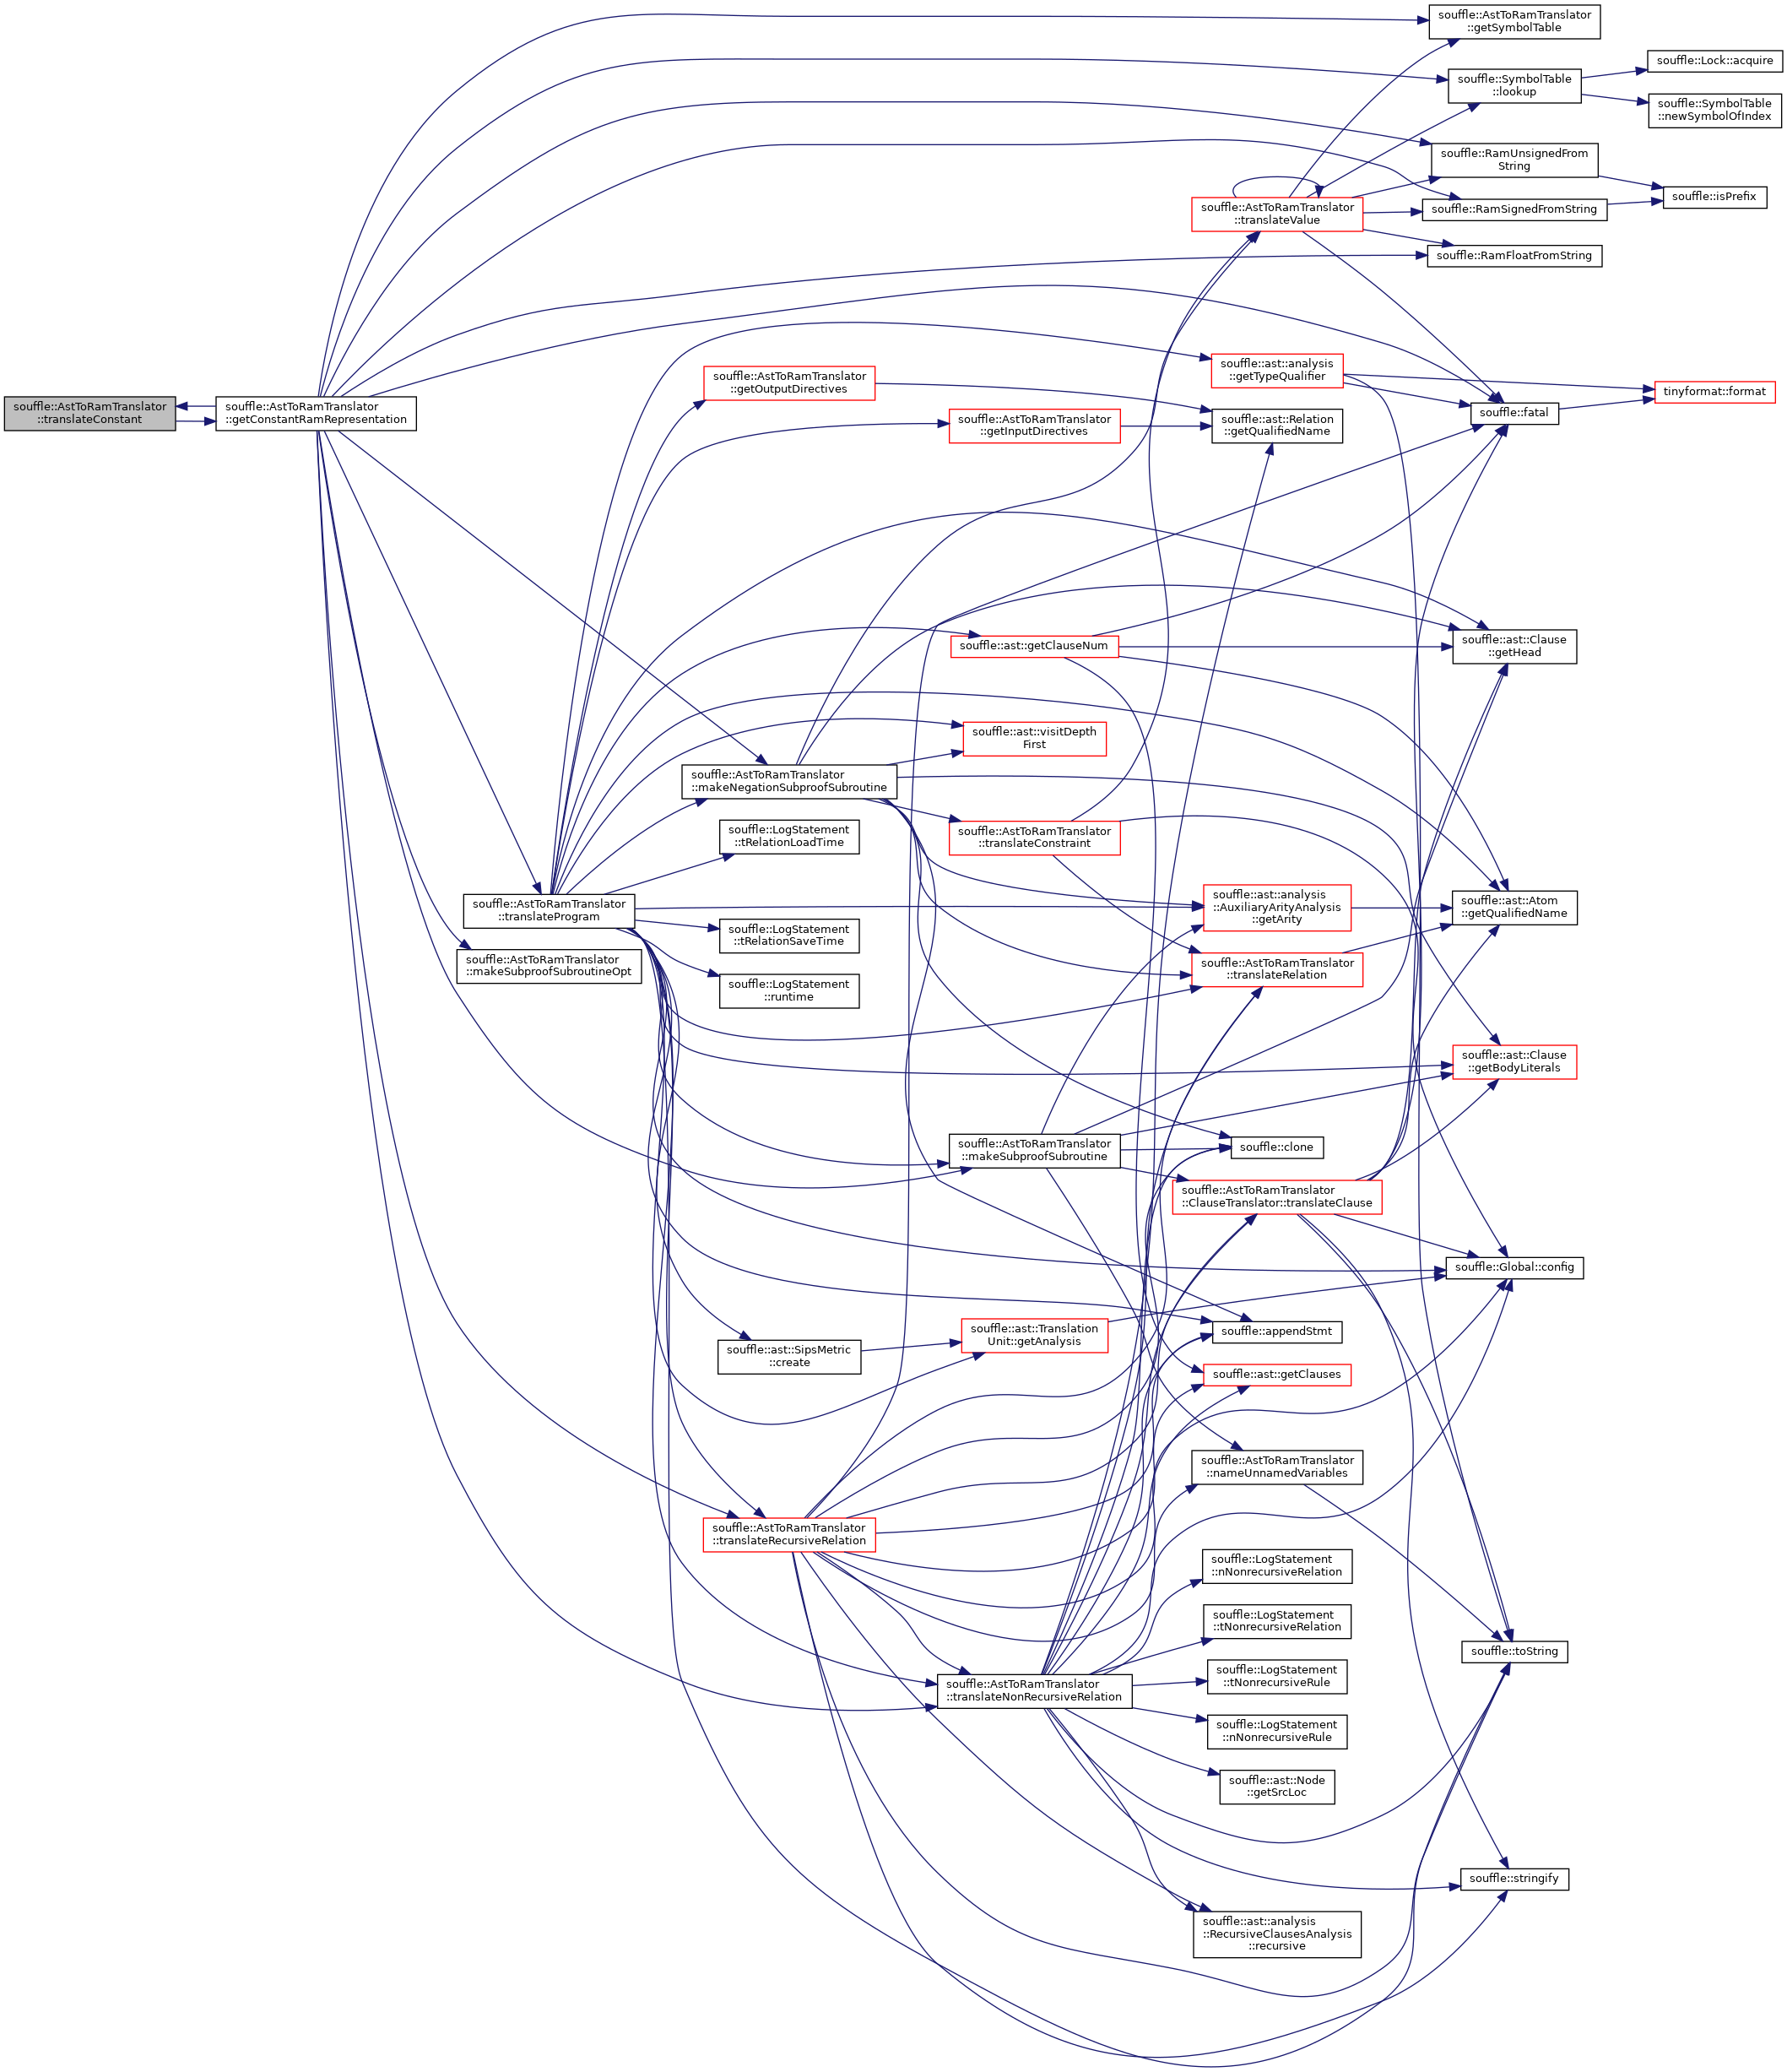 souffle::AstToRamTranslator
::translateConstant
souffle::AstToRamTranslator
::getConstantRamRepresentation
souffle::AstToRamTranslator
::getSymbolTable
souffle::SymbolTable
::lookup
souffle::Lock::acquire
souffle::SymbolTable
::newSymbolOfIndex
souffle::RamUnsignedFrom
String
souffle::isPrefix
souffle::RamSignedFromString
souffle::RamFloatFromString
souffle::AstToRamTranslator
::translateValue
souffle::ast::analysis
::getTypeQualifier
tinyformat::format
souffle::fatal
souffle::AstToRamTranslator
::getOutputDirectives
souffle::AstToRamTranslator
::getInputDirectives
souffle::ast::Relation
::getQualifiedName
souffle::ast::getClauseNum
souffle::ast::Clause
::getHead
souffle::ast::visitDepth
First
souffle::AstToRamTranslator
::makeNegationSubproofSubroutine
souffle::LogStatement
::tRelationLoadTime
souffle::AstToRamTranslator
::translateConstraint
souffle::AstToRamTranslator
::translateProgram
souffle::ast::analysis
::AuxiliaryArityAnalysis
::getArity
souffle::ast::Atom
::getQualifiedName
souffle::LogStatement
::tRelationSaveTime
souffle::AstToRamTranslator
::makeSubproofSubroutineOpt
souffle::AstToRamTranslator
::translateRelation
souffle::LogStatement
::runtime
souffle::ast::Clause
::getBodyLiterals
souffle::AstToRamTranslator
::makeSubproofSubroutine
souffle::clone
souffle::AstToRamTranslator
::ClauseTranslator::translateClause
souffle::Global::config
souffle::ast::Translation
Unit::getAnalysis
souffle::appendStmt
souffle::ast::SipsMetric
::create
souffle::ast::getClauses
souffle::AstToRamTranslator
::nameUnnamedVariables
souffle::AstToRamTranslator
::translateRecursiveRelation
souffle::LogStatement
::nNonrecursiveRelation
souffle::LogStatement
::tNonrecursiveRelation
souffle::toString
souffle::AstToRamTranslator
::translateNonRecursiveRelation
souffle::LogStatement
::tNonrecursiveRule
souffle::LogStatement
::nNonrecursiveRule
souffle::ast::Node
::getSrcLoc
souffle::stringify
souffle::ast::analysis
::RecursiveClausesAnalysis
::recursive